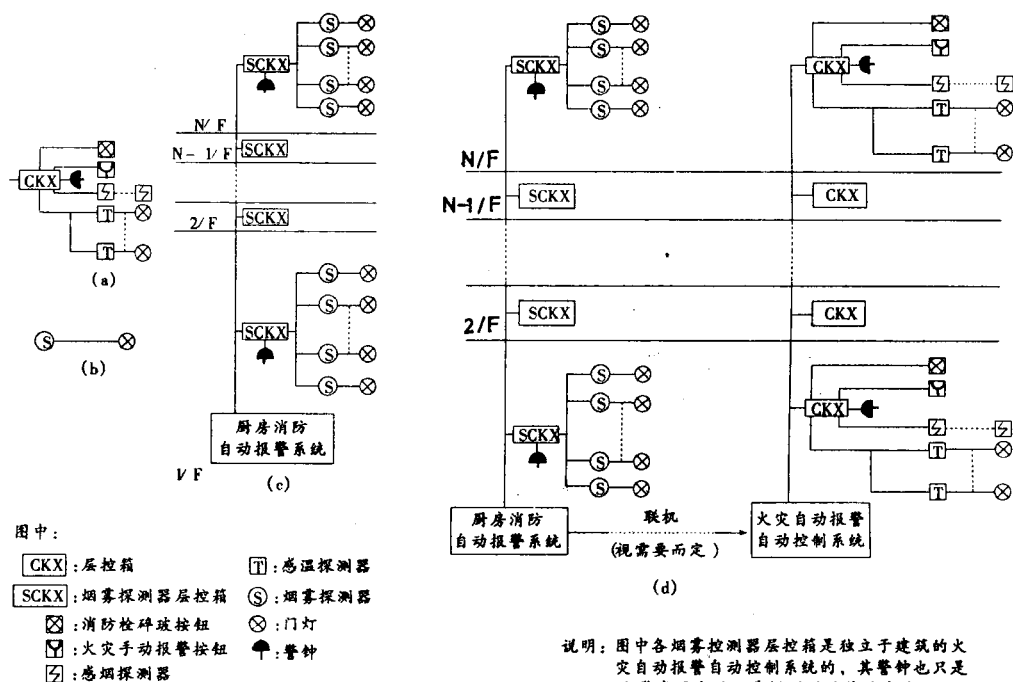 SCKX
S
S
S
S
N/F
N-1/F
SCKX
2/F
SCKX
CKX
T
T
(a)
S
(b)
SCKX
S
S
S
S
厨房消防
自动报警系统
1/F
(c)
SCKX
S
S
S
S
N/F
N-1/F
SCKX
2/F
SCKX
SCKX
S
S
S
S
厨房消防
自动报警系统
联机
(视需要而定)
CKX
T
T
CKX
CKX
CKX
T
T
火灾自动报警
自动控制系统
(d)
图中:
CKX:层控箱
T:感温探测器
SCKX:烟雾探测器层控箱
S:烟雾探测器
:消防栓碎玻按钮
:门灯
:火灾手动报警按钮
:警钟
:感烟探测器
说明: 图中各烟雾控测器层控箱是独立于建筑的火
灾自动报警自动控制系统的, 其警钟也只是